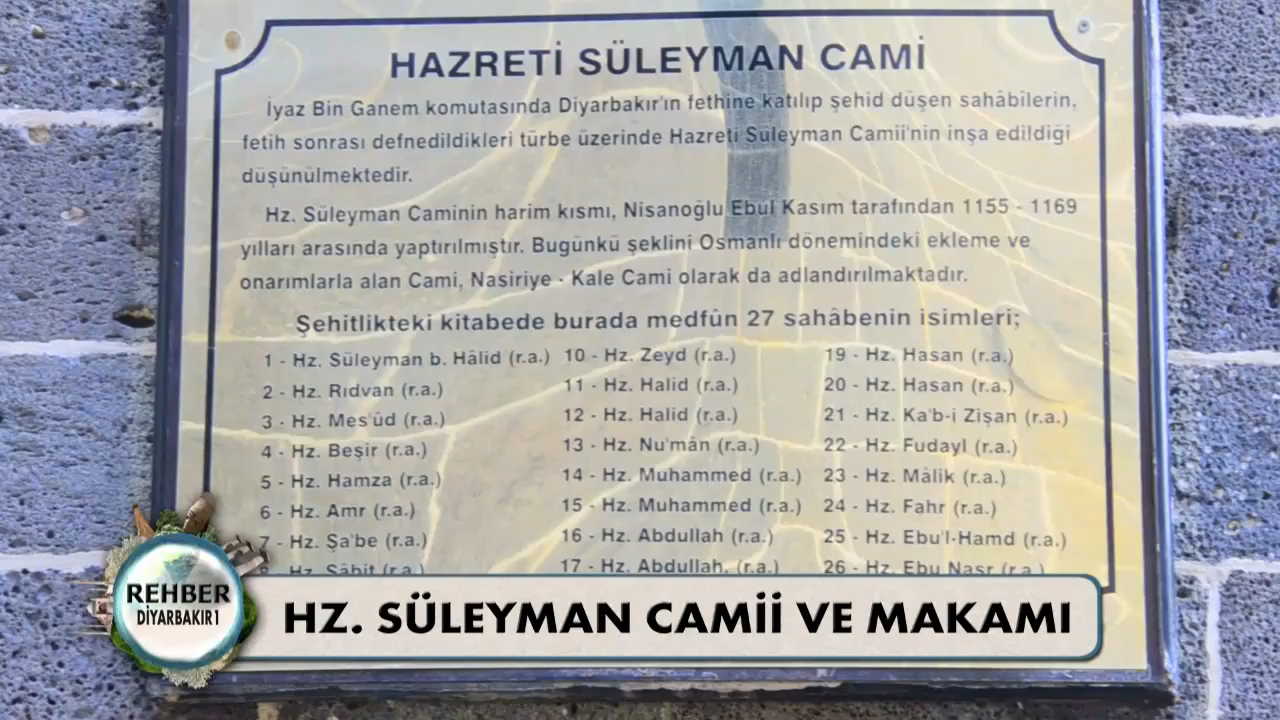 HAZRETİ SÜLEYMAN CAMİ
İyaz Bin Ganem komutasında Diyarbakır'ın fethine katılıp şehid düşen sahâbilerin,
fetih sonrası defnedildikleri türbe üzerinde Hazreti Süleyman Camii'nin inşa edildiği
düşünülmektedir.
Hz. Süleyman Caminin harim kısmı, Nisanoğlu Ebul Kasım tarafından 1155 - 1169
yılları arasında yaptırılmıştır. Bugünkü şeklini Osmanlı dönemindeki ekleme ve
onarımlarla alan Cami, Nasiriye - Kale Cami olarak da adlandırılmaktadır.
Şehitlikteki kitabede burada medfûn 27 sahâbenin isimleri;
1 - Hz. Süleyman b. Hâlid (r.a.)
2 - Hz. Rıdvan (r.a.)
3 - Hz. Mes'ûd (r.a.)
4 - Hz. Beşir (r.a.)
5 - Hz. Hamza (r.a.)
6 - Hz. Amr (r.a.)
7 - Hz. Şa'be (r.a.)
Hz. Sâbit (r.a.)
10 - Hz. Zeyd (r.a.)
11 - Hz. Halid (r.a.)
12 - Hz. Halid (r.a.)
13 - Hz. Nu'mân (r.a.)
14 - Hz. Muhammed (r.a.)
15 - Hz. Muhammed (r.a.)
16 - Hz. Abdullah (r.a.)
17 - Hz. Abdullah. (r.a.)
19 - Hz. Hasan (r.a.)
20 - Hz. Hasan (r.a.)
21 - Hz. Ka'b-i Zişan (r.a.)
22 - Hz. Fudayl (r.a.)
23 - Hz. Mâlik (r.a.)
24 - Hz. Fahr (r.a.)
25 - Hz. Ebu'l-Hamd (r.a.)
26 - Hz. Ebu Nasr (r.a.)
REHBER
DİYARBAKIR1
HZ. SÜLEYMAN CAMİİ VE MAKAMI